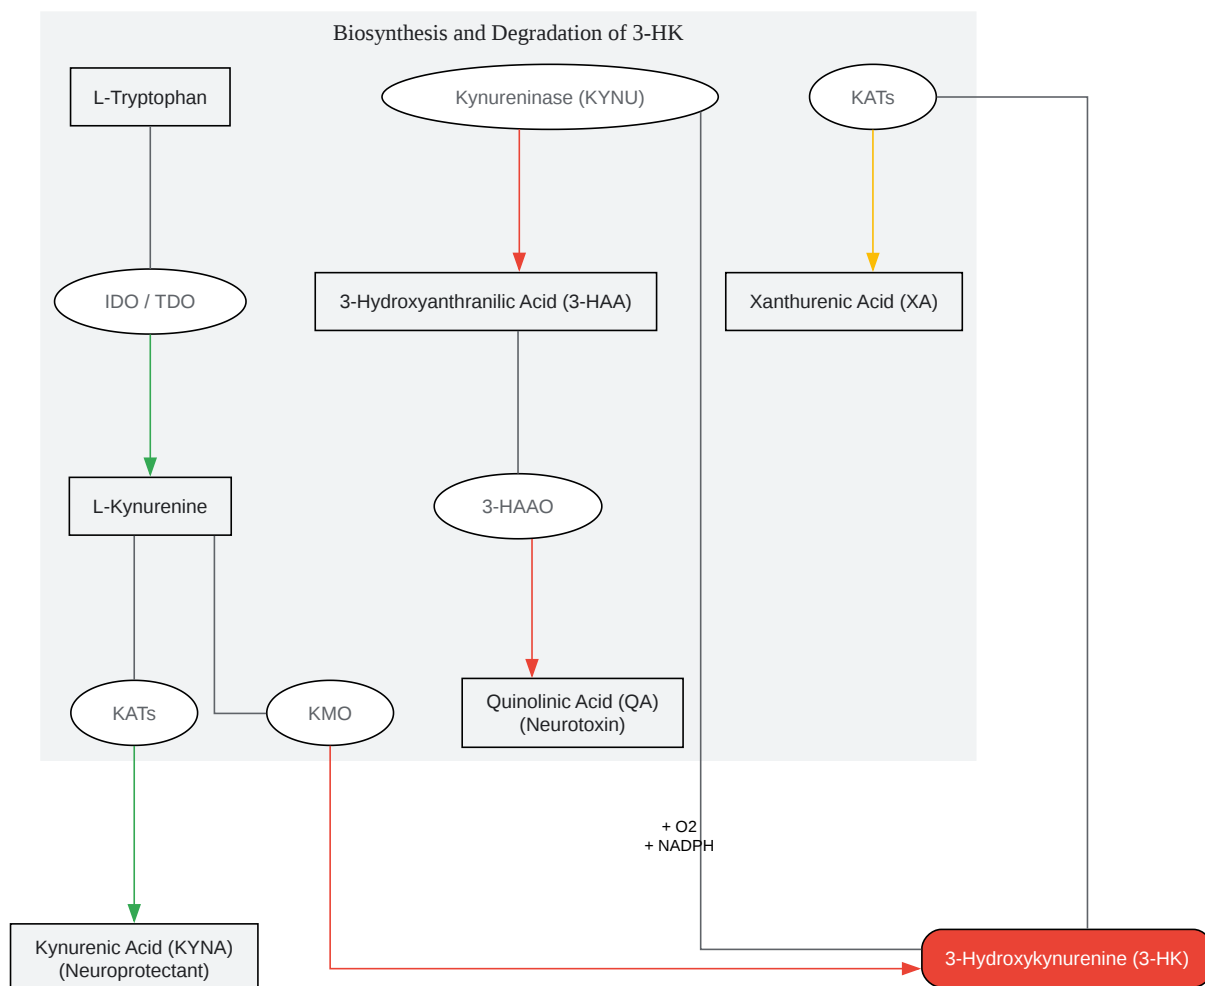 Biosynthesis and Degradation of 3-HK
L-Tryptophan
Kynureninase (KYNU)
KATs
IDO / TDO
3-Hydroxyanthranilic Acid (3-HAA)
Xanthurenic Acid (XA)
L-Kynurenine
3-HAAO
KATs
KMO
Quinolinic Acid (QA)
(Neurotoxin)
+ O2
+ NADPH
Kynurenic Acid (KYNA)
(Neuroprotectant)
3-Hydroxykynurenine (3-HK)